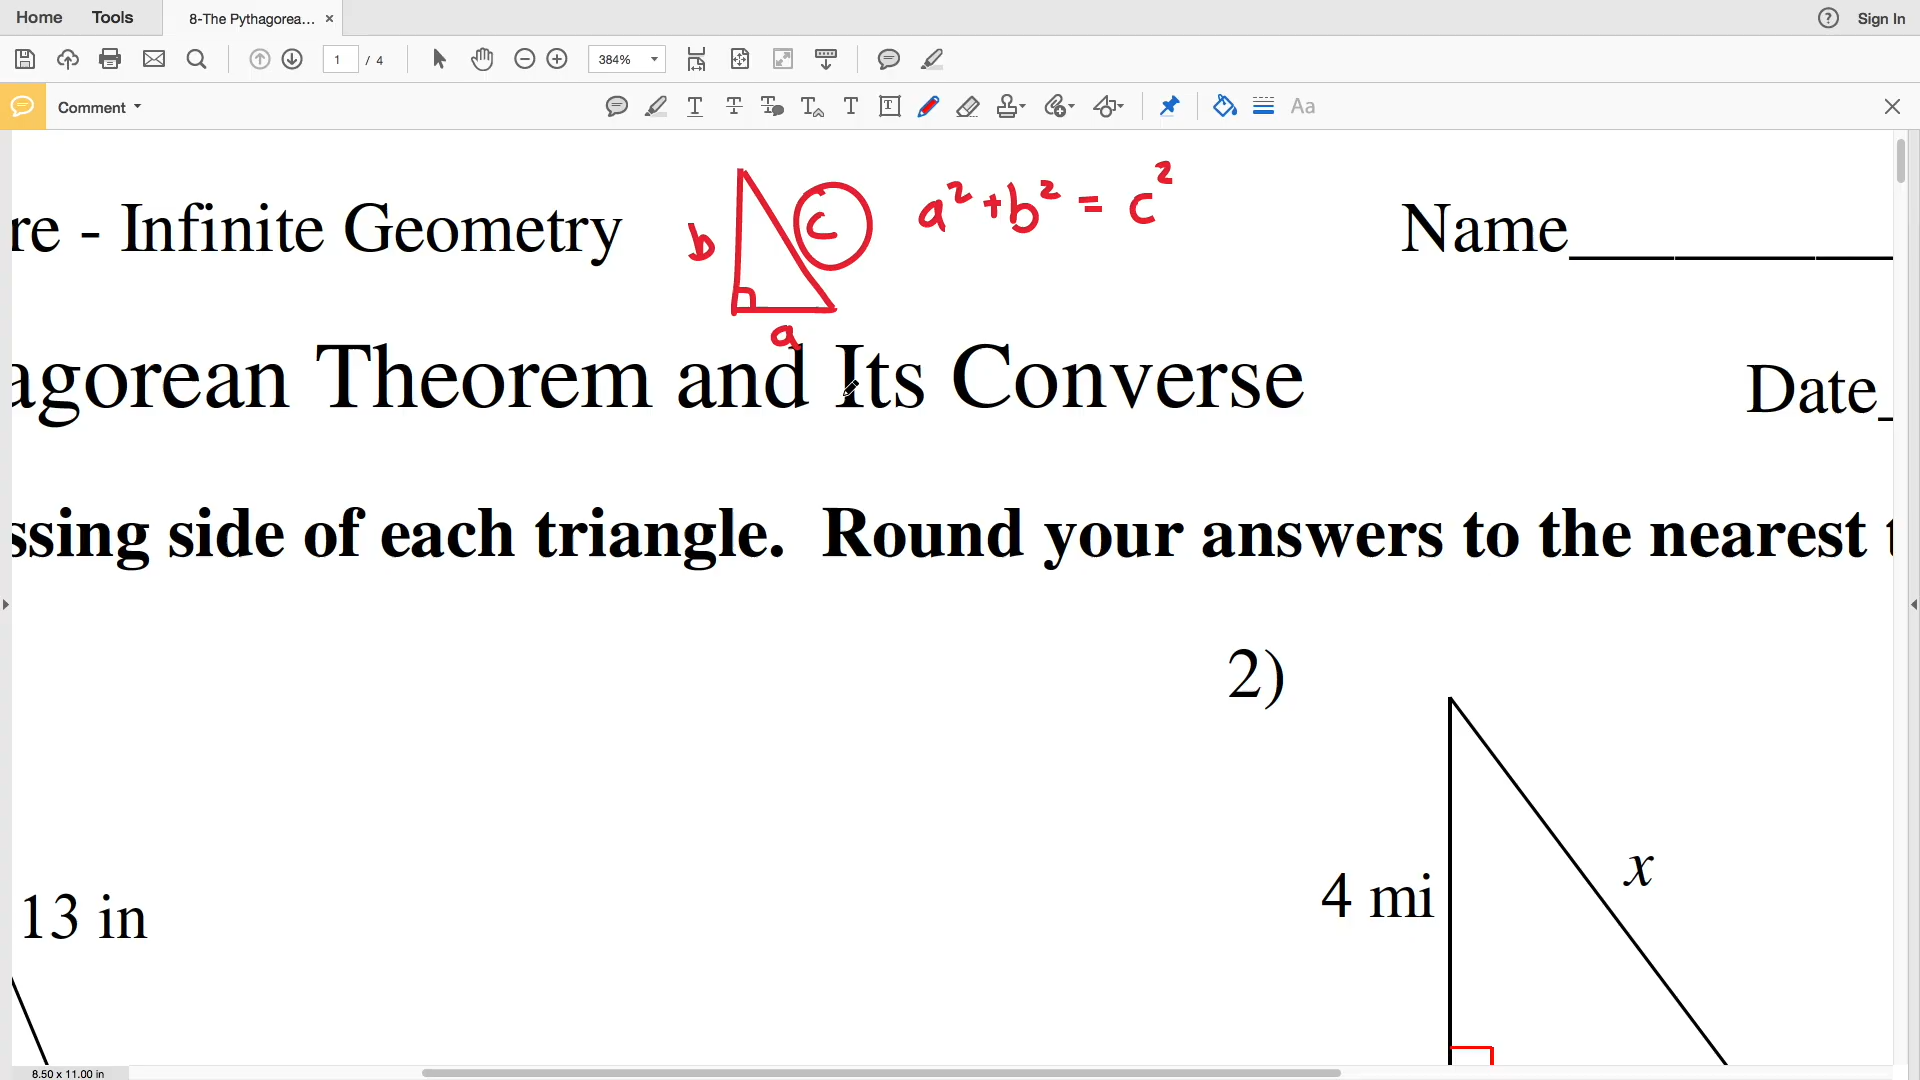 Home Tools 8-The Pythagorea... × ? Sign In
1 / 4 384%
Comment Aa
re - Infinite Geometry b c a a² + b² = c² Name
agorean Theorem and Its Converse Date
ssing side of each triangle. Round your answers to the nearest t
2)
x
4 mi
13 in
8.50 x 11.00 in